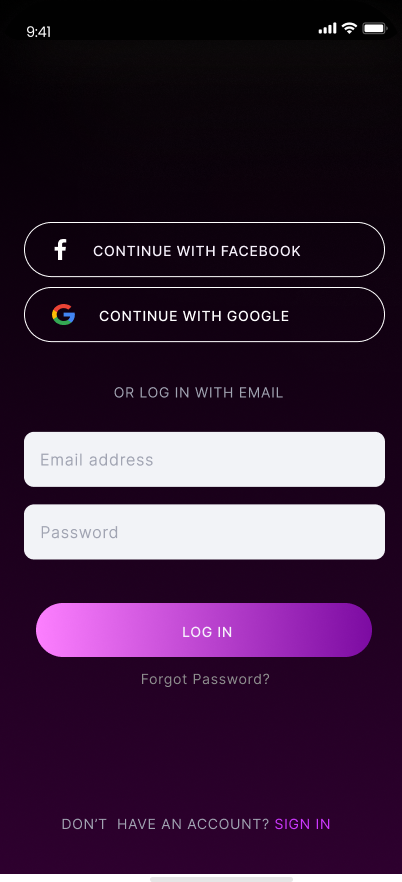 9:41
CONTINUE WITH FACEBOOK
CONTINUE WITH GOOGLE
OR LOG IN WITH EMAIL
Email address
Password
LOG IN
Forgot Password?
DON'T  HAVE AN ACCOUNT? SIGN IN